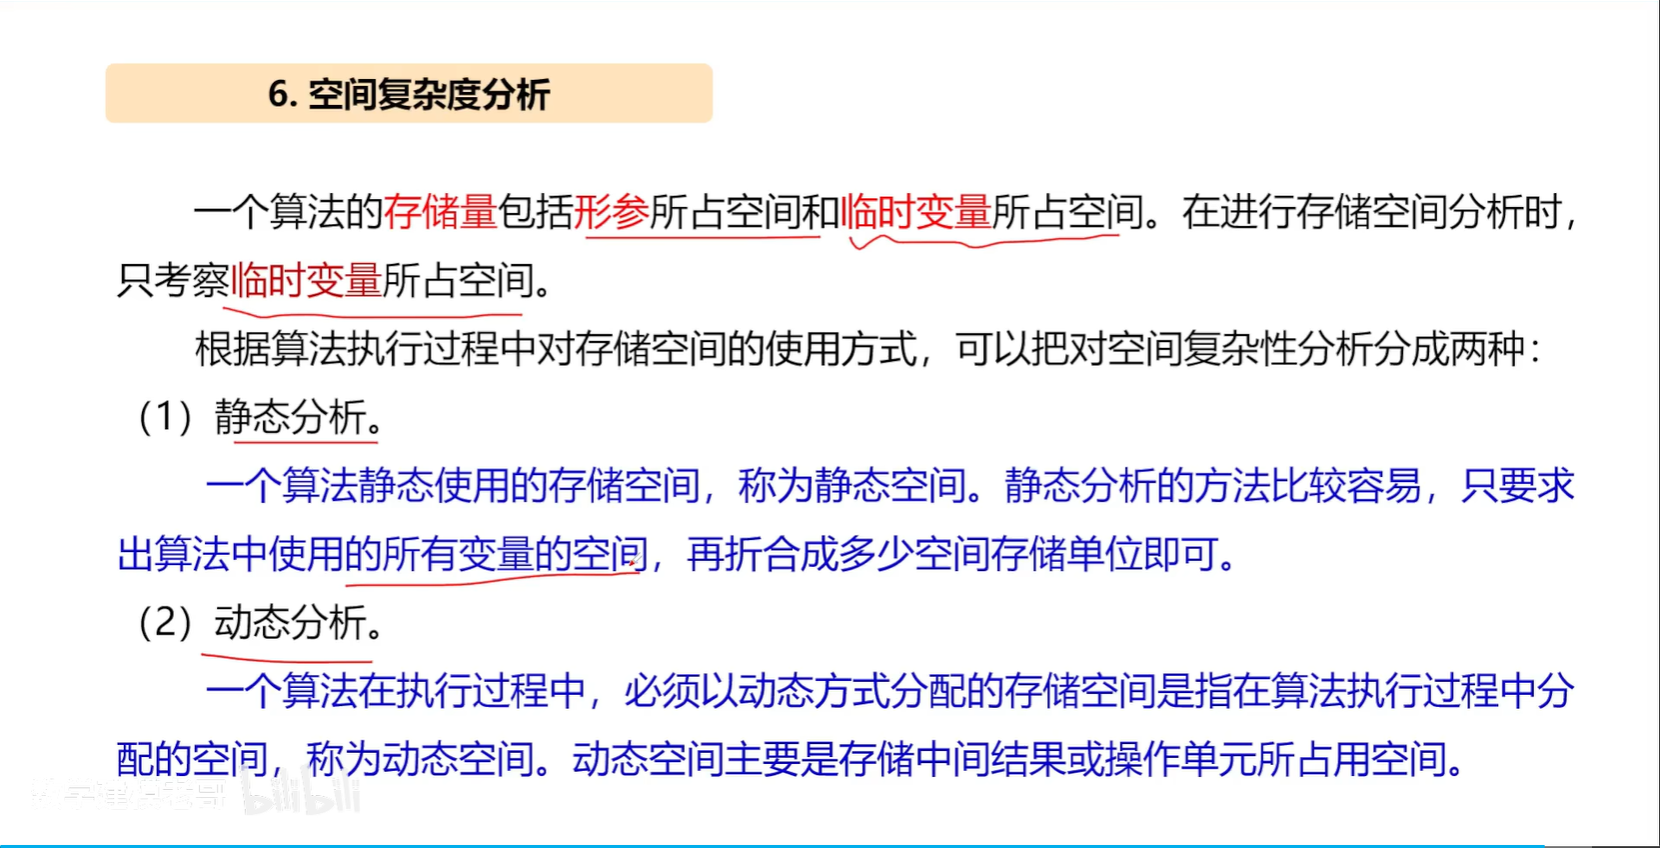 6. 空间复杂度分析
一个算法的存储量包括形参所占空间和临时变量所占空间。在进行存储空间分析时，
只考察临时变量所占空间。
根据算法执行过程中对存储空间的使用方式，可以把对空间复杂性分析分成两种：
（1）静态分析。
一个算法静态使用的存储空间，称为静态空间。静态分析的方法比较容易，只要求
出算法中使用的所有变量的空间，再折合成多少空间存储单位即可。
（2）动态分析。
一个算法在执行过程中，必须以动态方式分配的存储空间是指在算法执行过程中分
配的空间，称为动态空间。动态空间主要是存储中间结果或操作单元所占用空间。
数学建模老哥 bilibili